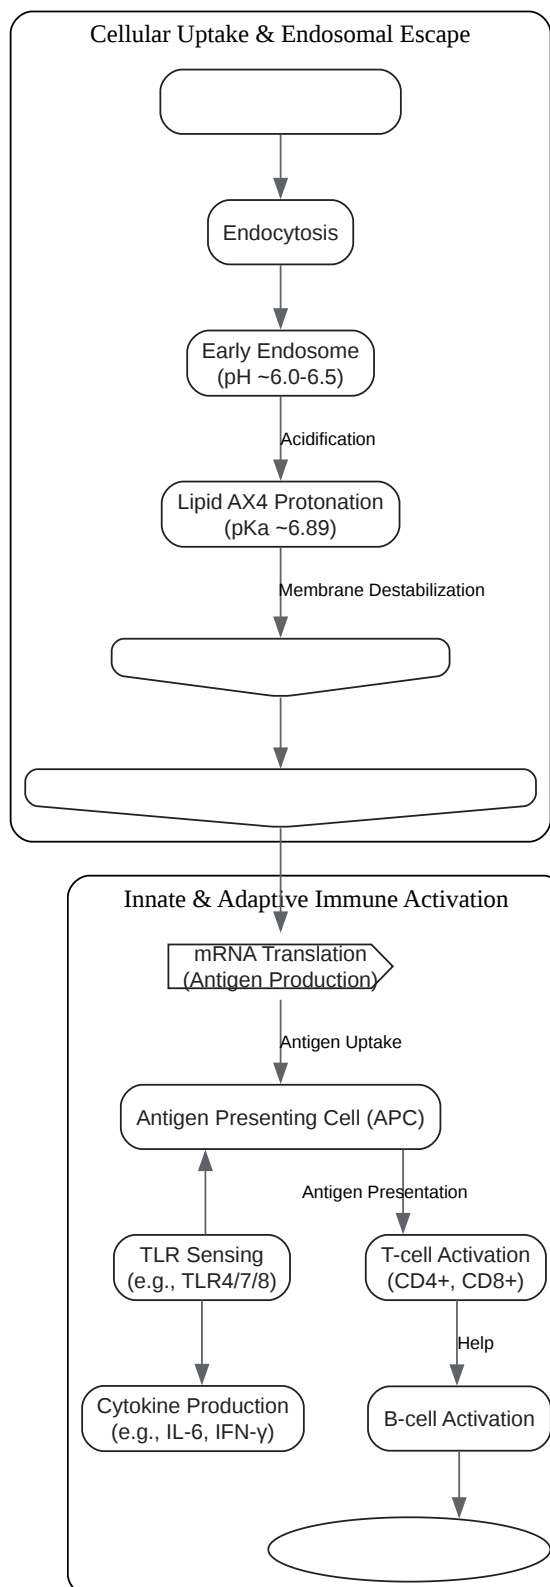 Cellular Uptake & Endosomal Escape
Endocytosis
Early Endosome
(pH ~6.0-6.5)
Acidification
Lipid AX4 Protonation
(pKa ~6.89)
Membrane Destabilization
Innate & Adaptive Immune Activation
mRNA Translation
(Antigen Production)
Antigen Uptake
Antigen Presenting Cell (APC)
Antigen Presentation
TLR Sensing
(e.g., TLR4/7/8)
T-cell Activation
(CD4+, CD8+)
Help
Cytokine Production
(e.g., IL-6, IFN-γ)
B-cell Activation